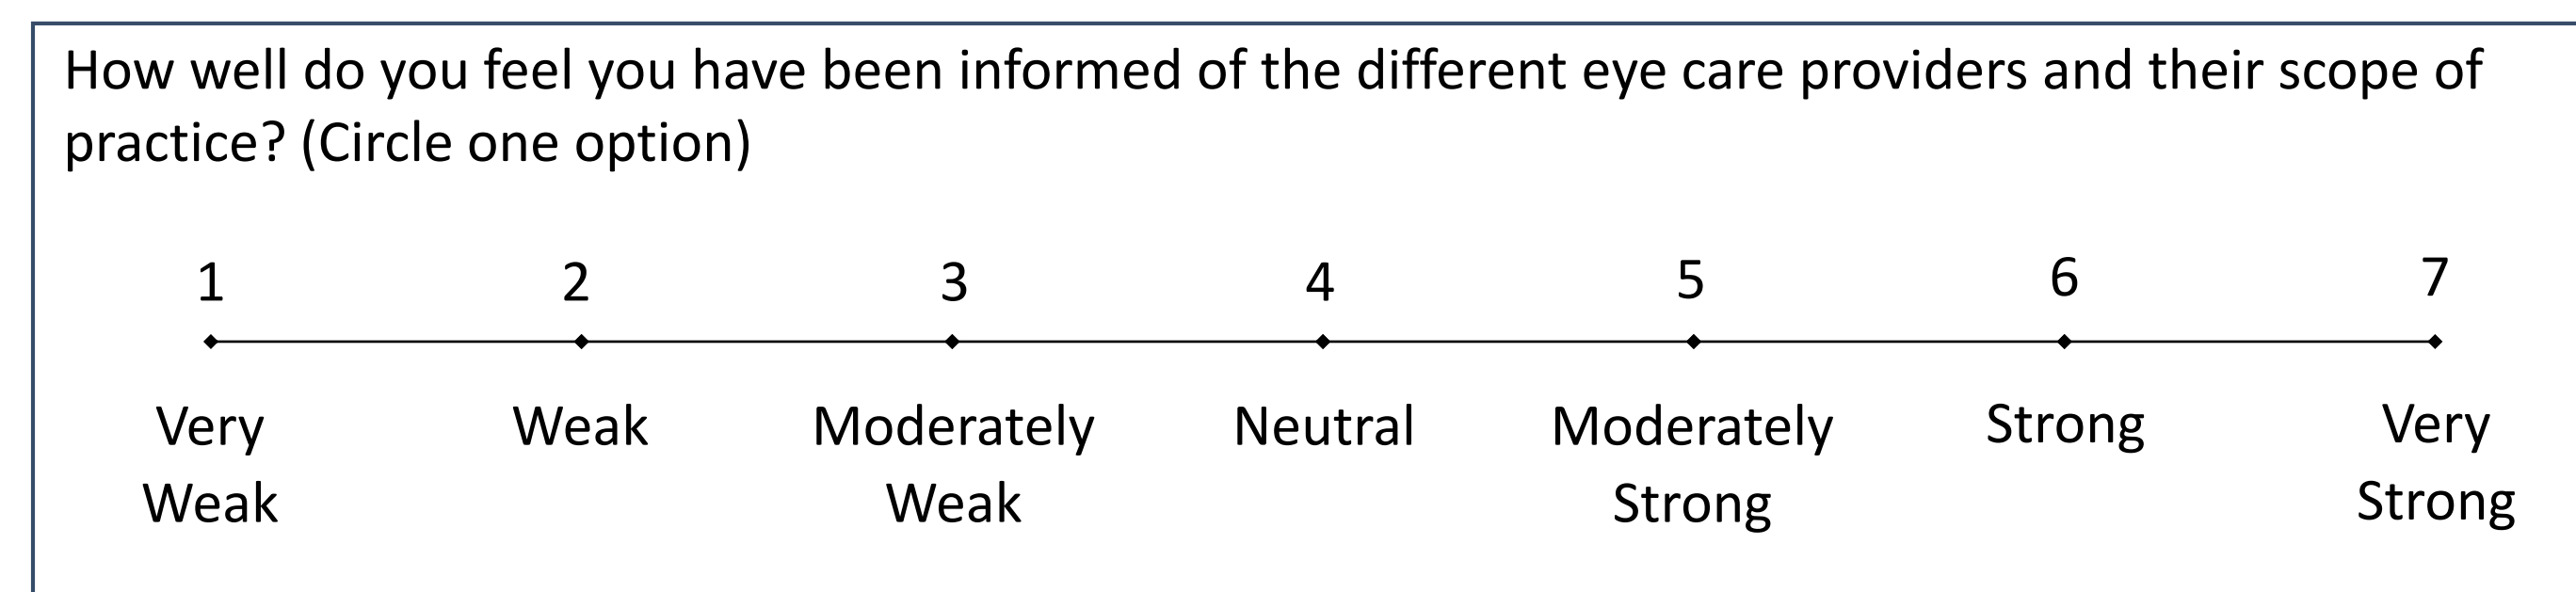 How well do you feel you have been informed of the different eye care providers and their scope of
practice? (Circle one option)
1 2 3 4 5 6 7
Very Weak Moderately Neutral Moderately Strong Very
Weak Weak Strong Strong